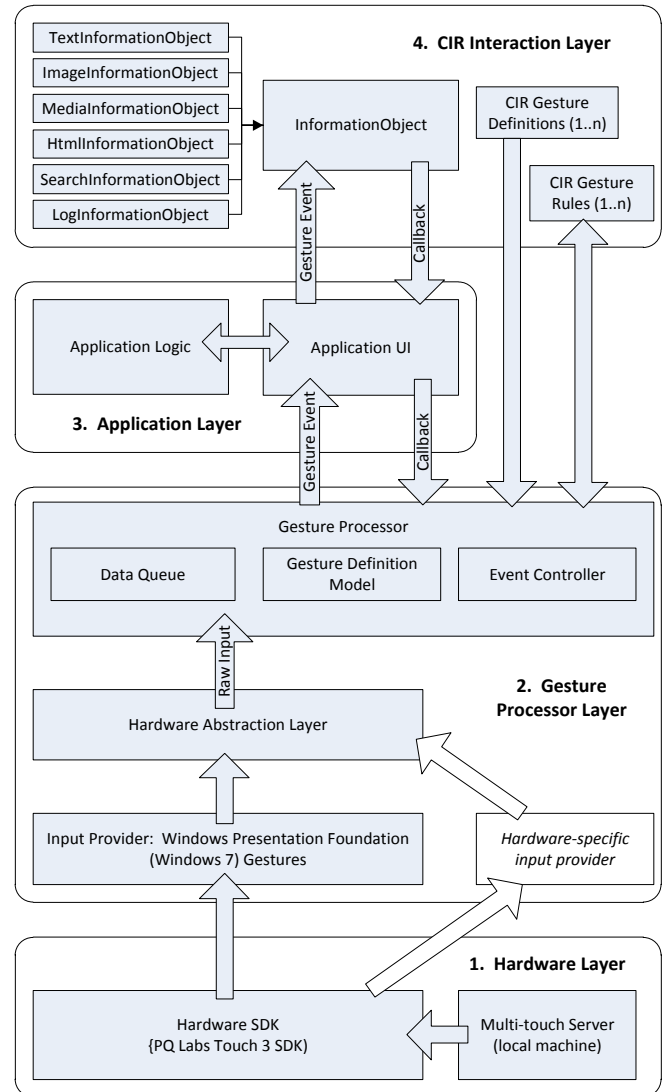 TextInformationObject
ImageInformationObject
MediaInformationObject
HtmlInformationObject
SearchInformationObject
LogInformationObject
4. CIR Interaction Layer
InformationObject
CIR Gesture
Definitions (1..n)
CIR Gesture
Rules (1..n)
Gesture Event
Callback
Application Logic
Application UI
3. Application Layer
Gesture Event
Callback
Gesture Processor
Data Queue
Gesture Definition
Model
Event Controller
Raw Input
2. Gesture
Processor Layer
Hardware Abstraction Layer
Input Provider: Windows Presentation Foundation
(Windows 7) Gestures
Hardware-specific
input provider
1. Hardware Layer
Hardware SDK
{PQ Labs Touch 3 SDK)
Multi-touch Server
(local machine)